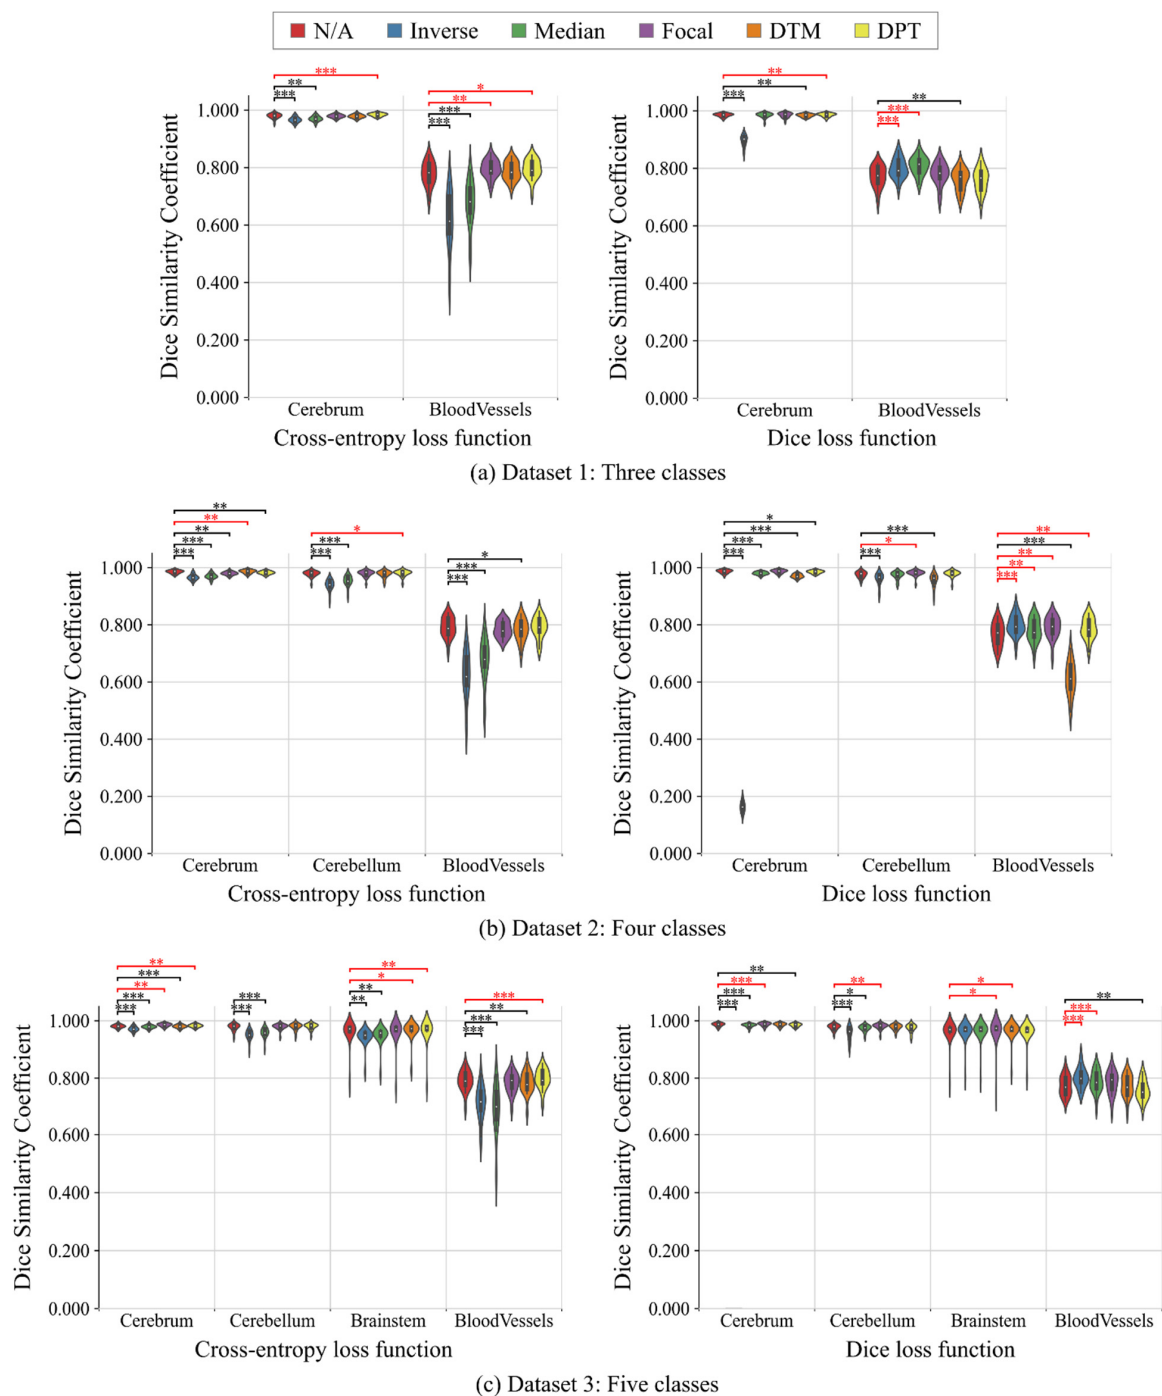 N/A Inverse Median Focal DTM DPT
*** ** *** * ** *** ***
1.000
0.800
0.600
0.400
0.200
0.000
Dice Similarity Coefficient
Cerebrum BloodVessels
Cross-entropy loss function
** ** *** ** *** ***
1.000
0.800
0.600
0.400
0.200
0.000
Dice Similarity Coefficient
Cerebrum BloodVessels
Dice loss function
(a) Dataset 1: Three classes
** ** ** *** *** * *** *** * *** ***
1.000
0.800
0.600
0.400
0.200
0.000
Dice Similarity Coefficient
Cerebrum Cerebellum BloodVessels
Cross-entropy loss function
* *** *** *** *** * *** ** *** ** ** ***
1.000
0.800
0.600
0.400
0.200
0.000
Dice Similarity Coefficient
Cerebrum Cerebellum BloodVessels
Dice loss function
(b) Dataset 2: Four classes
** *** ** *** *** *** *** ** * ** ** *** ** *** ***
1.000
0.800
0.600
0.400
0.200
0.000
Dice Similarity Coefficient
Cerebrum Cerebellum Brainstem BloodVessels
Cross-entropy loss function
** *** *** *** ** * *** * * ** *** ***
1.000
0.800
0.600
0.400
0.200
0.000
Dice Similarity Coefficient
Cerebrum Cerebellum Brainstem BloodVessels
Dice loss function
(c) Dataset 3: Five classes